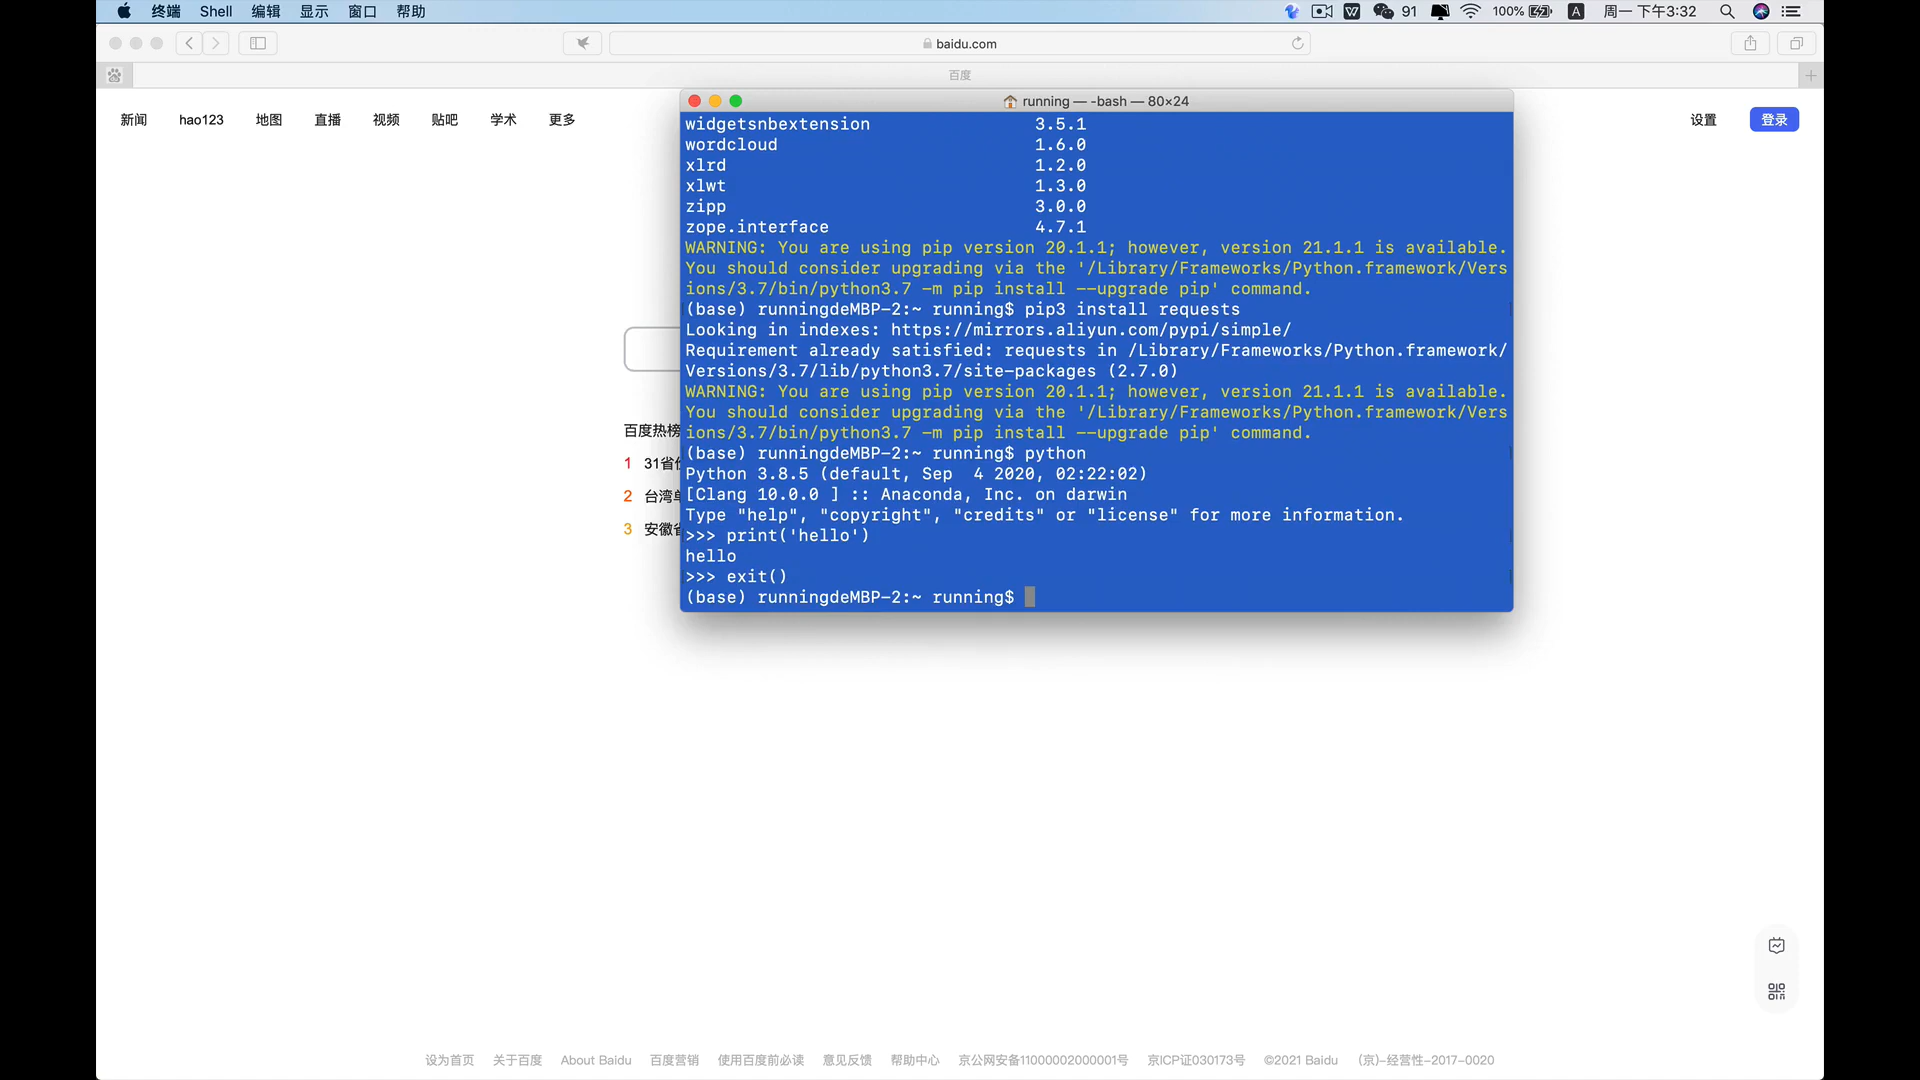 终端 Shell 编辑 显示 窗口 帮助 91 100% A 周一 下午3:32
baidu.com
百度
新闻 hao123 地图 直播 视频 贴吧 学术 更多 设置 登录
running — -bash — 80×24
widgetsnbextension 3.5.1
wordcloud 1.6.0
xlrd 1.2.0
xlwt 1.3.0
zipp 3.0.0
zope.interface 4.7.1
WARNING: You are using pip version 20.1.1; however, version 21.1.1 is available.
You should consider upgrading via the '/Library/Frameworks/Python.framework/Vers
ions/3.7/bin/python3.7 -m pip install --upgrade pip' command.
(base) runningdeMBP-2:~ running$ pip3 install requests
Looking in indexes: https://mirrors.aliyun.com/pypi/simple/
Requirement already satisfied: requests in /Library/Frameworks/Python.framework/
Versions/3.7/lib/python3.7/site-packages (2.7.0)
WARNING: You are using pip version 20.1.1; however, version 21.1.1 is available.
You should consider upgrading via the '/Library/Frameworks/Python.framework/Vers
ions/3.7/bin/python3.7 -m pip install --upgrade pip' command.
(base) runningdeMBP-2:~ running$ python
Python 3.8.5 (default, Sep  4 2020, 02:22:02)
[Clang 10.0.0 ] :: Anaconda, Inc. on darwin
Type "help", "copyright", "credits" or "license" for more information.
>>> print('hello')
hello
>>> exit()
(base) runningdeMBP-2:~ running$
百度热榜
1 31省
2 台湾
3 安徽
设为首页 关于百度 About Baidu 百度营销 使用百度前必读 意见反馈 帮助中心 京公网安备11000002000001号 京ICP证030173号 ©2021 Baidu (京)-经营性-2017-0020